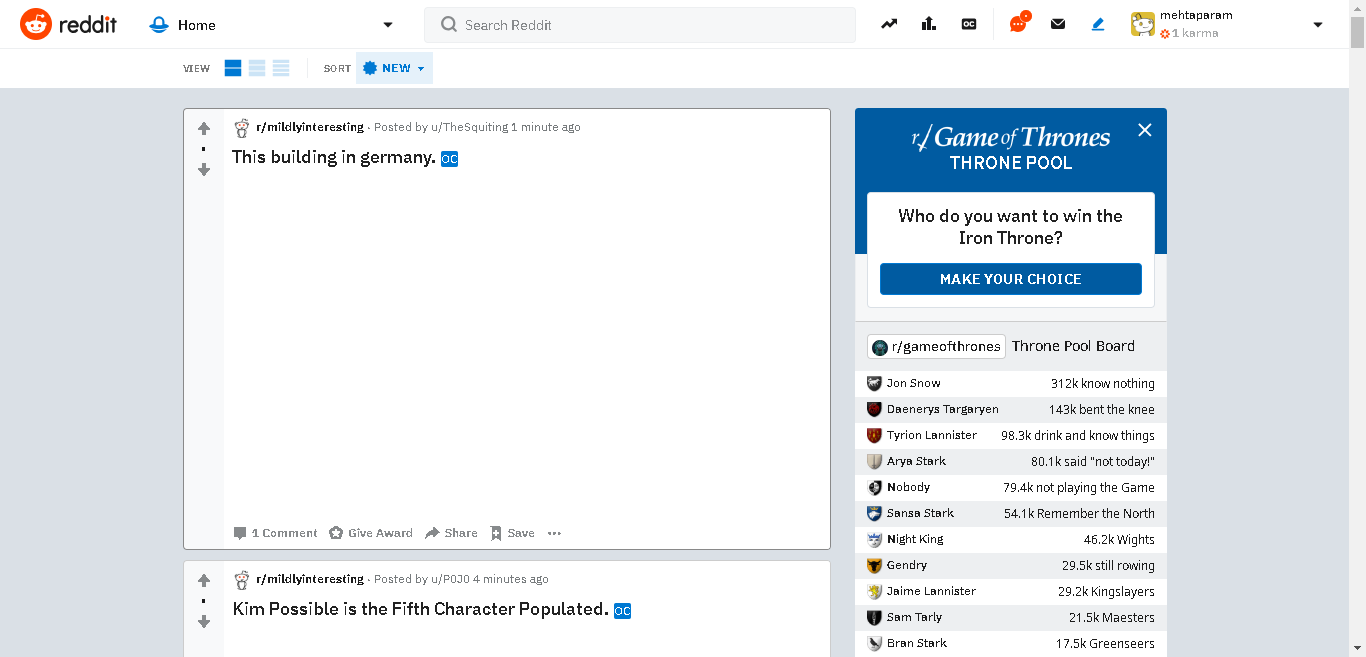 reddit Home Search Reddit OC mehtaparam
1 karma
VIEW SORT NEW
r/mildlyinteresting · Posted by u/TheSquiting 1 minute ago
This building in germany. OC
1 Comment Give Award Share Save ...
r/mildlyinteresting · Posted by u/P0J0 4 minutes ago
Kim Possible is the Fifth Character Populated. OC
r/Game of Thrones
THRONE POOL
Who do you want to win the
Iron Throne?
MAKE YOUR CHOICE
r/gameofthrones Throne Pool Board
Jon Snow 312k know nothing
Daenerys Targaryen 143k bent the knee
Tyrion Lannister 98.3k drink and know things
Arya Stark 80.1k said "not today!"
Nobody 79.4k not playing the Game
Sansa Stark 54.1k Remember the North
Night King 46.2k Wights
Gendry 29.5k still rowing
Jaime Lannister 29.2k Kingslayers
Sam Tarly 21.5k Maesters
Bran Stark 17.5k Greenseers